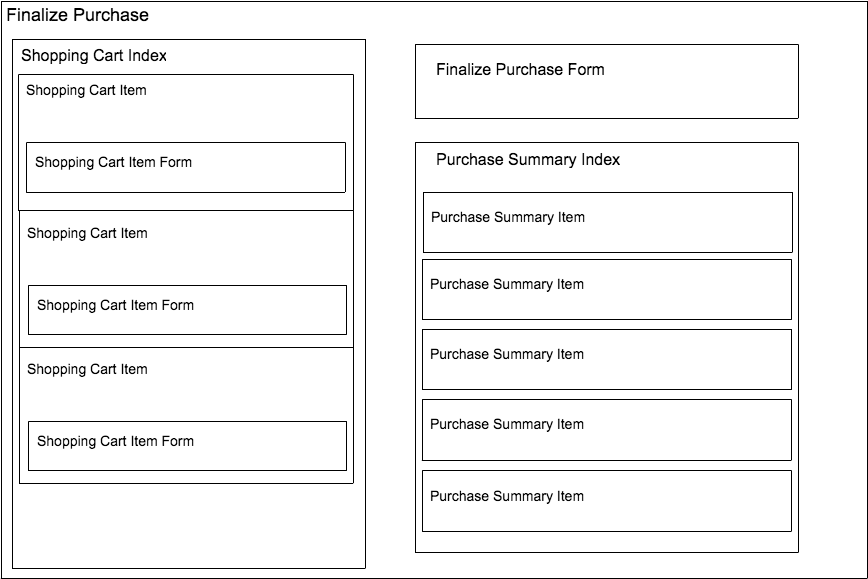 Finalize Purchase
Shopping Cart Index
Shopping Cart Item
Shopping Cart Item Form
Shopping Cart Item
Shopping Cart Item Form
Shopping Cart Item
Shopping Cart Item Form
Finalize Purchase Form
Purchase Summary Index
Purchase Summary Item
Purchase Summary Item
Purchase Summary Item
Purchase Summary Item
Purchase Summary Item